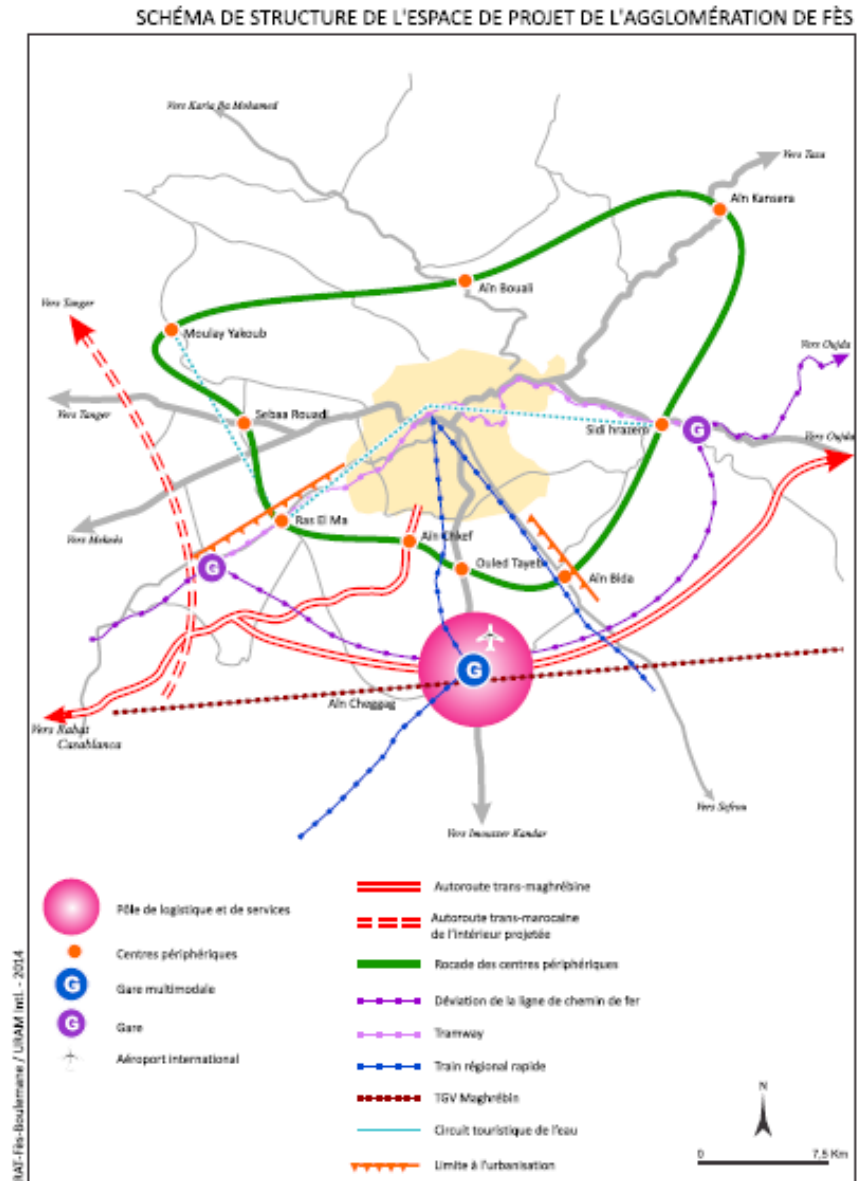 SCHÉMA DE STRUCTURE DE L'ESPACE DE PROJET DE L'AGGLOMÉRATION DE FÈS
Vers Karia Ba Mohamed
Vers Taza
Aïn Kansera
Aïn Bouali
Vers Tanger
Moulay Yakoub
Vers Oujda
Vers Tanger
Sebaa Rouadi
Sidi hrazem
G
Vers Oujda
Vers Meknès
Ras El Ma
Aïn Chkef
G
Ouled Tayeb
Aïn Bida
G
Aïn Chaggag
Vers Rabat
Casablanca
Vers Sefrou
Vers Imouzzer Kandar
Pôle de logistique et de services
Centres périphériques
G
Gare multimodale
G
Gare
Aéroport international
Autoroute trans-maghrébine
Autoroute trans-marocaine
de l'intérieur projetée
Rocade des centres périphériques
Déviation de la ligne de chemin de fer
Tramway
Train régional rapide
TGV Maghrébin
Circuit touristique de l'eau
Limite à l'urbanisation
N
0 7,5 Km
RAT-Fès-Boulemane / URAM Intl. - 2014